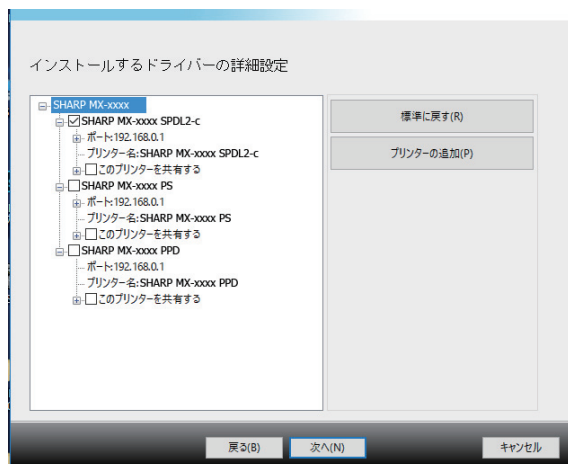 インストールするドライバーの詳細設定
SHARP MX-xxxx
SHARP MX-xxxx SPDL2-c
ポート:192.168.0.1
プリンター名:SHARP MX-xxxx SPDL2-c
このプリンターを共有する
SHARP MX-xxxx PS
ポート:192.168.0.1
プリンター名:SHARP MX-xxxx PS
このプリンターを共有する
SHARP MX-xxxx PPD
ポート:192.168.0.1
プリンター名:SHARP MX-xxxx PPD
このプリンターを共有する
標準に戻す(R)
プリンターの追加(P)
戻る(B)
次へ(N)
キャンセル